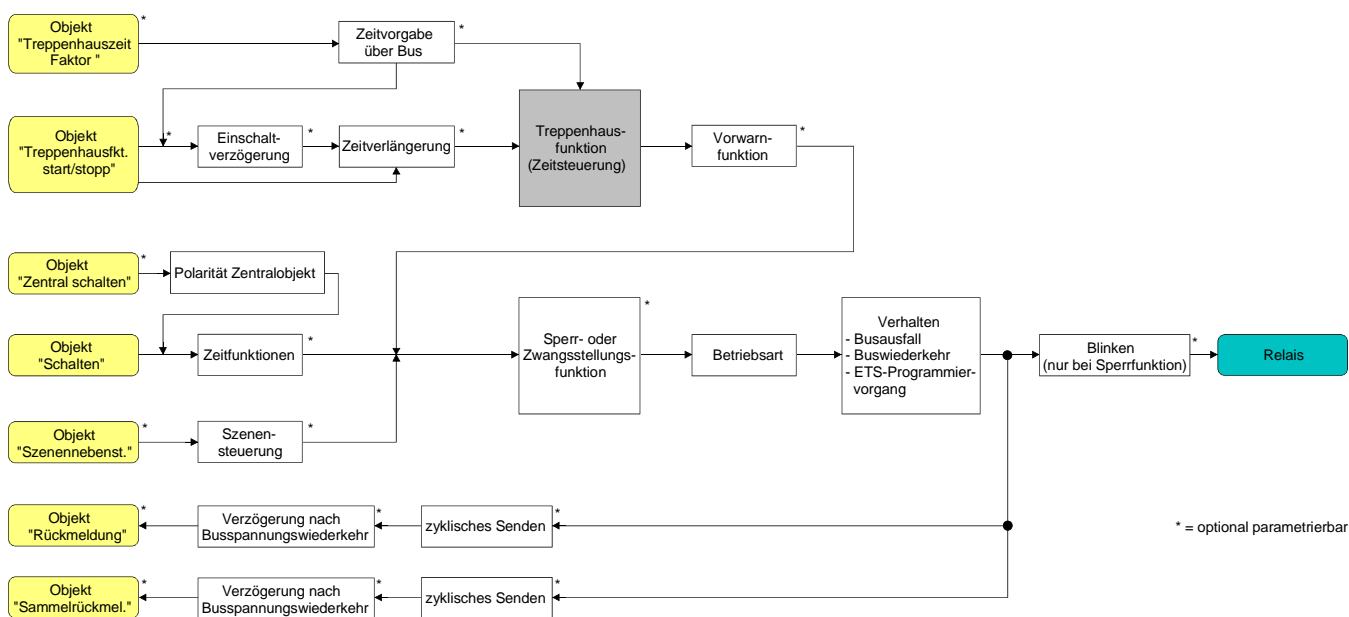 Objekt
"Treppenhauszeit
Faktor "
*
Zeitvorgabe
über Bus
*
Objekt
"Treppenhausfkt.
start/stopp"
*
Einschalt-
verzögerung
*
Zeitverlängerung
*
Treppenhaus-
funktion
(Zeitsteuerung)
Vorwarn-
funktion
*
Objekt
"Zentral schalten"
*
Polarität Zentralobjekt
Objekt
"Schalten"
*
Zeitfunktionen
*
Sperr- oder
Zwangsstellungs-
funktion
*
Betriebsart
Verhalten
- Busausfall
- Buswiederkehr
- ETS-Programmier-
vorgang
Blinken
(nur bei Sperrfunktion)
*
Relais
Objekt
"Szenennebenst."
*
Szenen-
steuerung
*
Objekt
"Rückmeldung"
*
Verzögerung nach
Busspannungswiederkehr
*
zyklisches Senden
*
* = optional parametrierbar
Objekt
"Sammelrückmel."
*
Verzögerung nach
Busspannungswiederkehr
*
zyklisches Senden
*